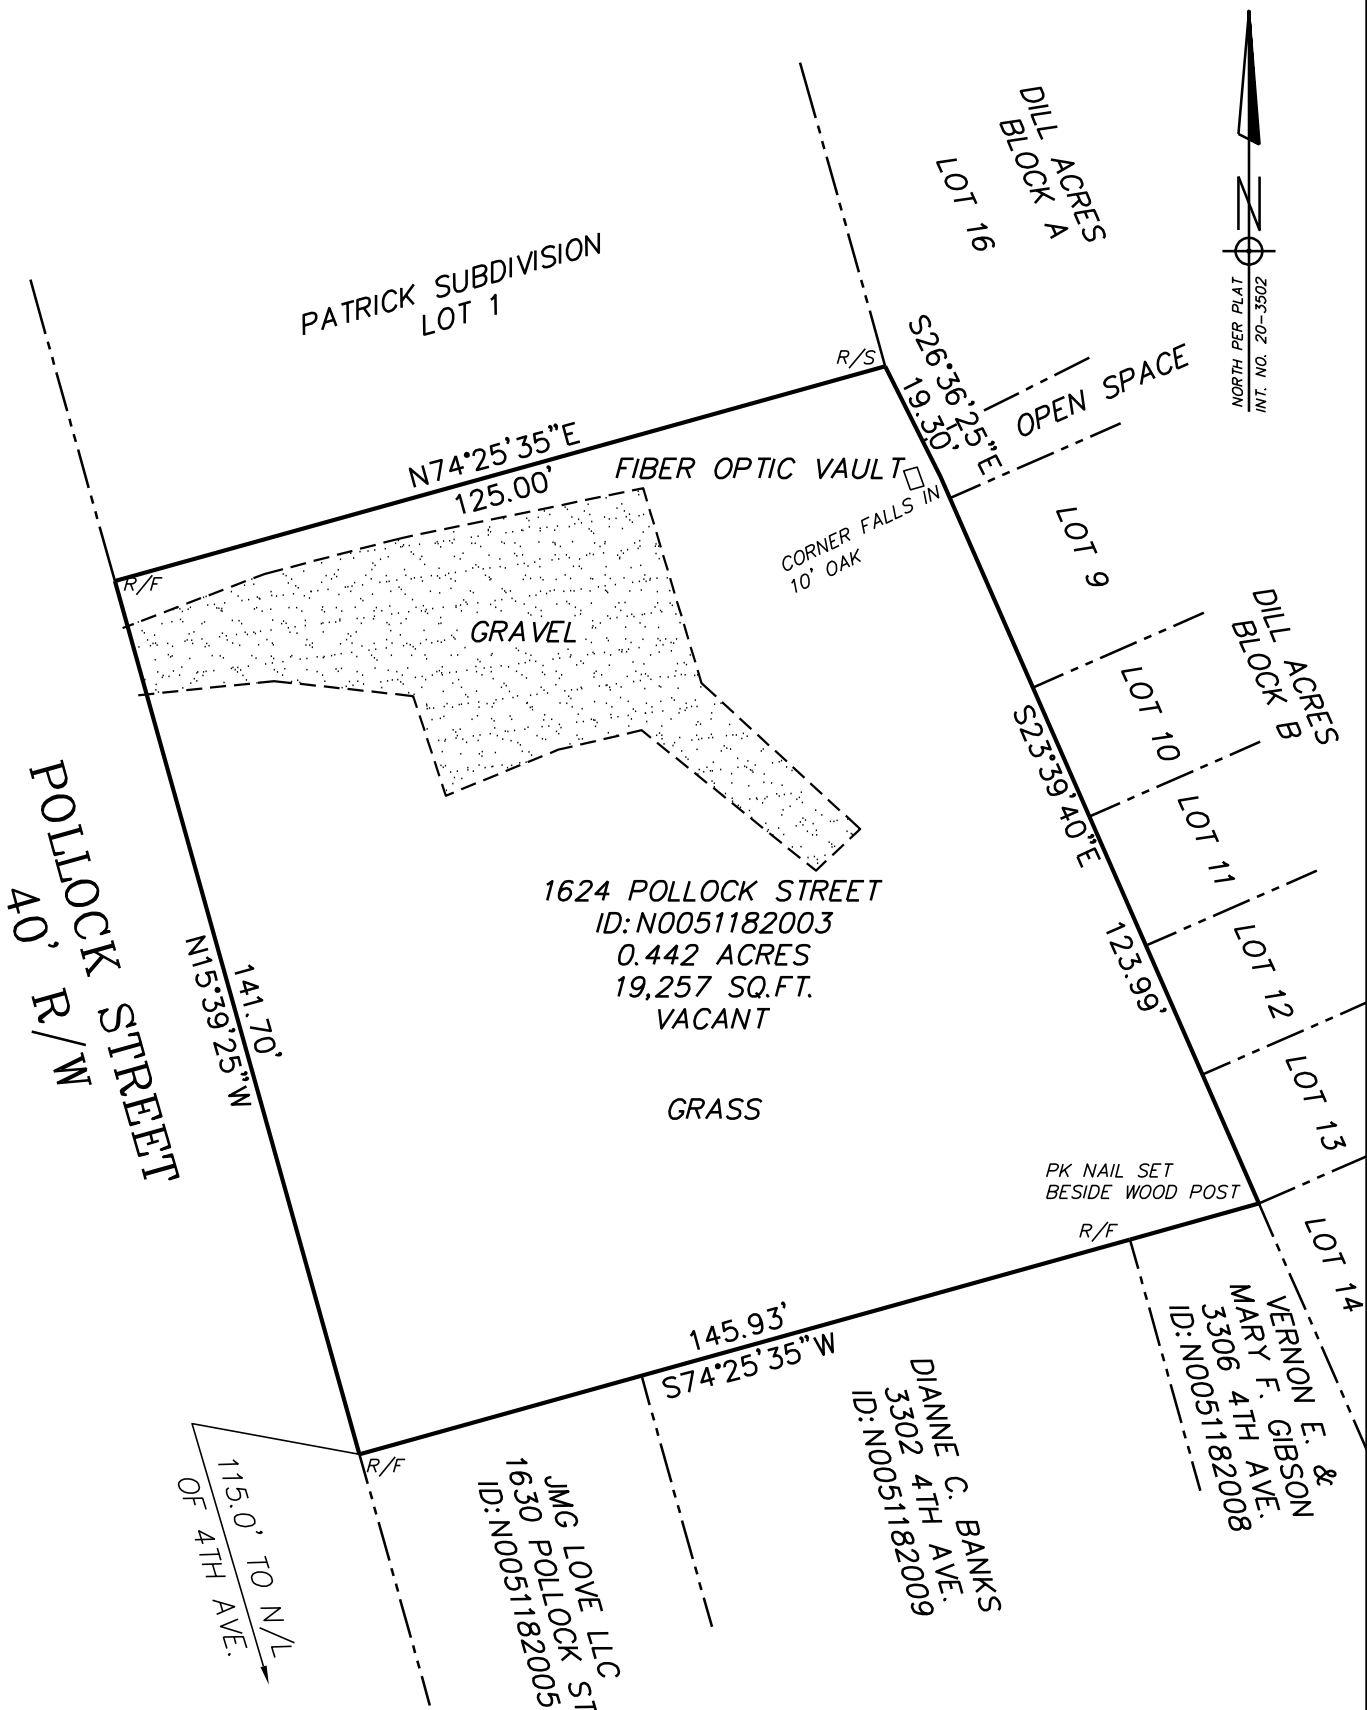 DILL ACRES
BLOCK A
LOT 16
N
NORTH PER PLAT
INT. NO. 20-3502
PATRICK SUBDIVISION
LOT 1
R/S
S26°36'25"E
19.30'
OPEN SPACE
N74°25'35"E
125.00'
FIBER OPTIC VAULT
CORNER FALLS IN
10' OAK
LOT 9
R/F
GRAVEL
DILL ACRES
BLOCK B
LOT 10
S23°39'40"E
123.99'
LOT 11
LOT 12
LOT 13
LOT 14
POLLOCK STREET
40' R/W
1624 POLLOCK STREET
ID:N0051182003
0.442 ACRES
19,257 SQ.FT.
VACANT
141.70'
N15°39'25"W
GRASS
PK NAIL SET
BESIDE WOOD POST
R/F
145.93'
S74°25'35"W
VERNON E. &
MARY F. GIBSON
3306 4TH AVE.
ID:N0051182008
DIANNE C. BANKS
3302 4TH AVE.
ID:N0051182009
R/F
JMG LOVE LLC
1630 POLLOCK ST
ID:N0051182005
115.0' TO N/L
OF 4TH AVE.